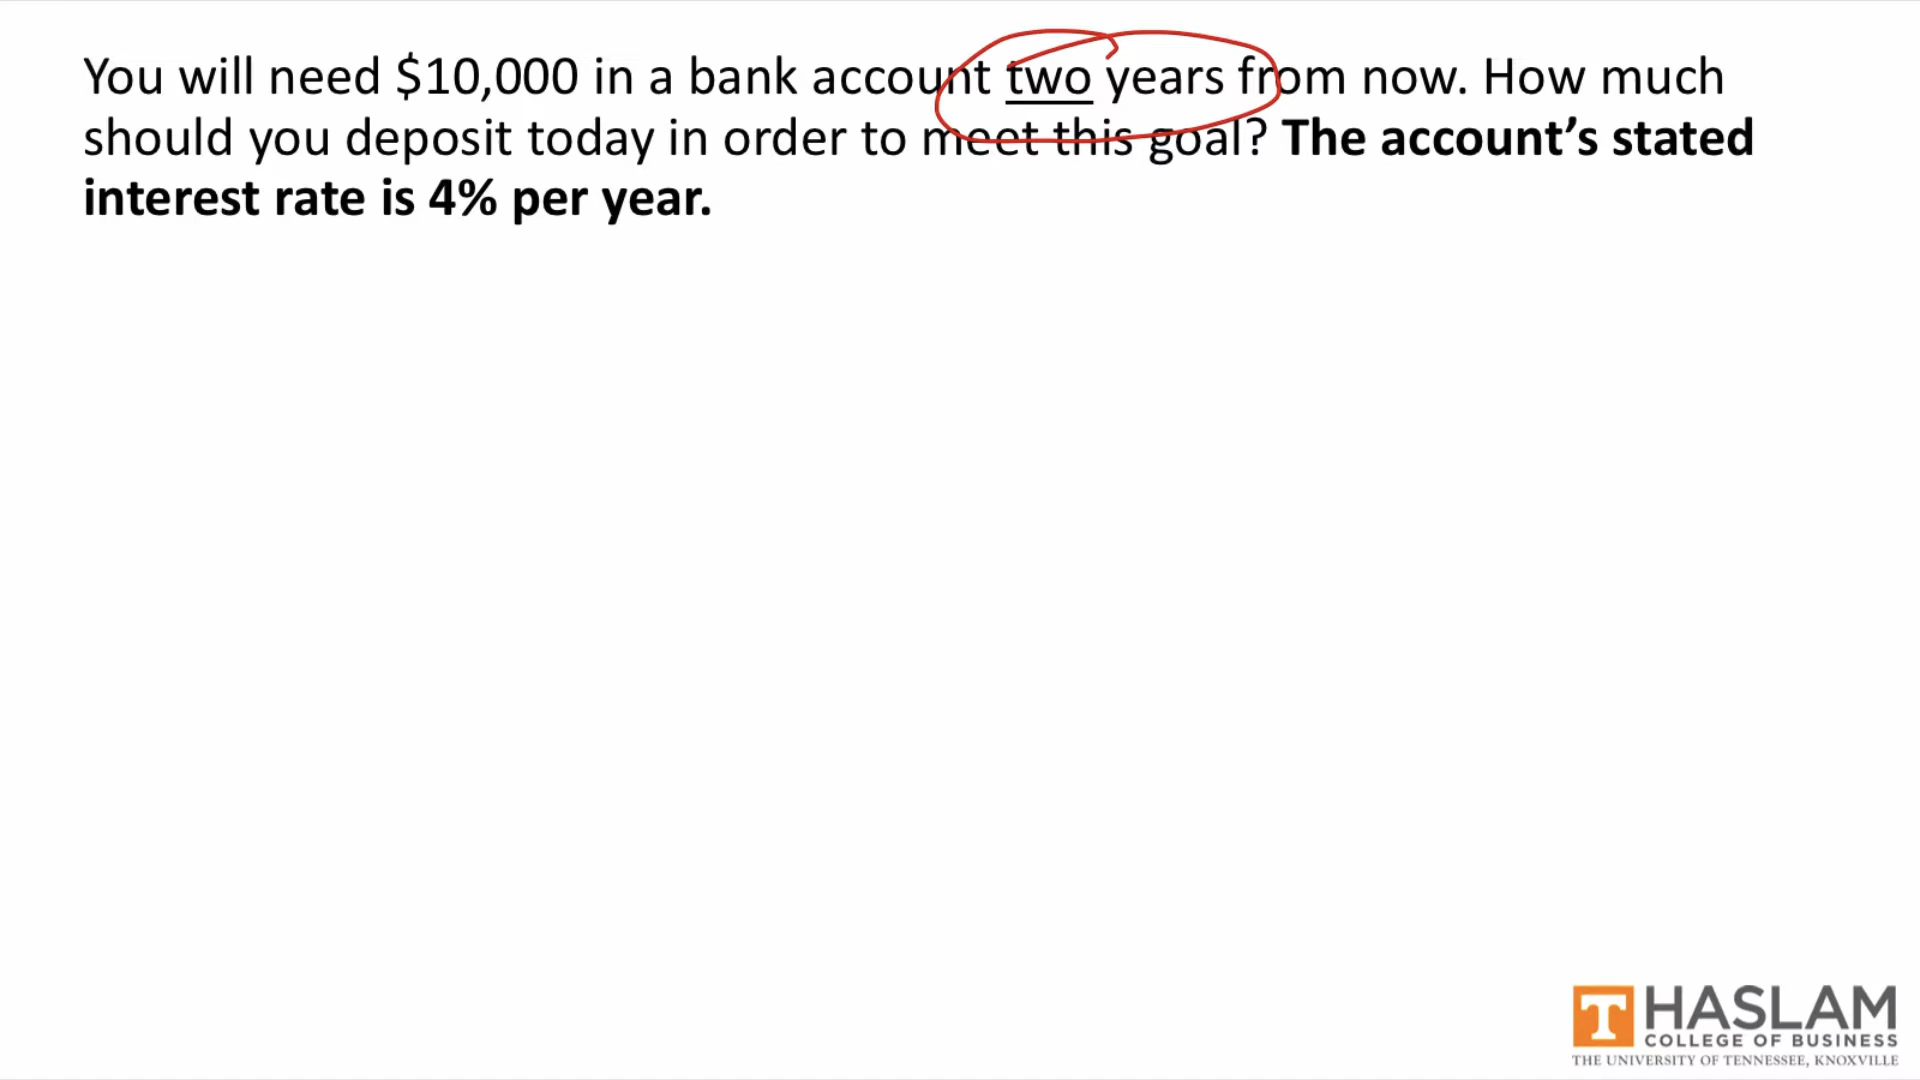 You will need $10,000 in a bank account two years from now. How much
should you deposit today in order to meet this goal? The account’s stated
interest rate is 4% per year.
T HASLAM
COLLEGE OF BUSINESS
THE UNIVERSITY OF TENNESSEE, KNOXVILLE